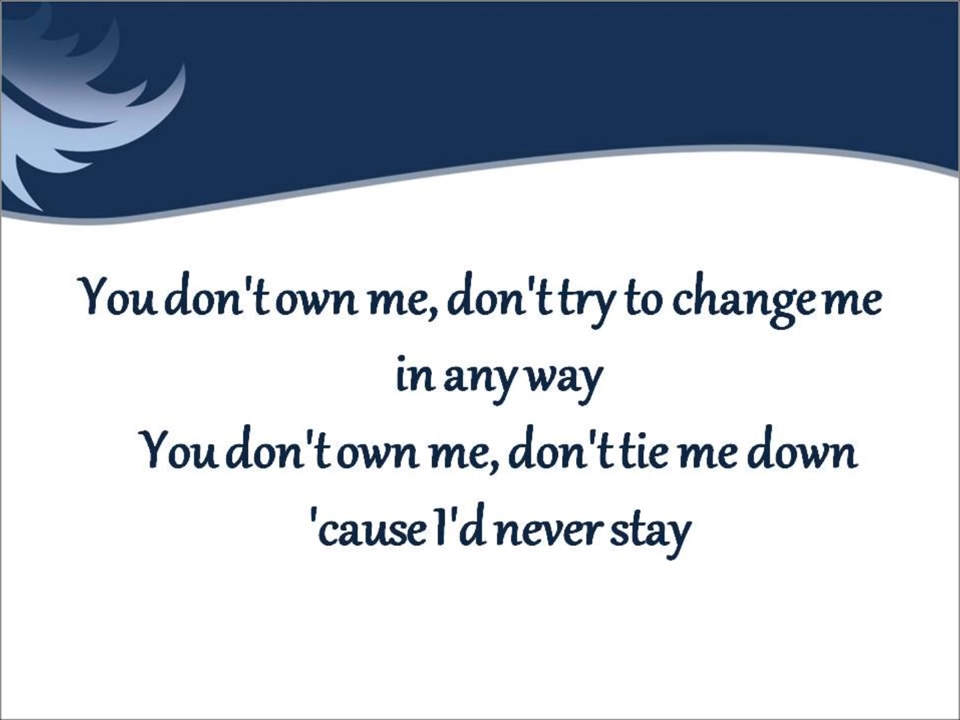 You don't own me, don't try to change me
in any way
You don't own me, don't tie me down
'cause I'd never stay